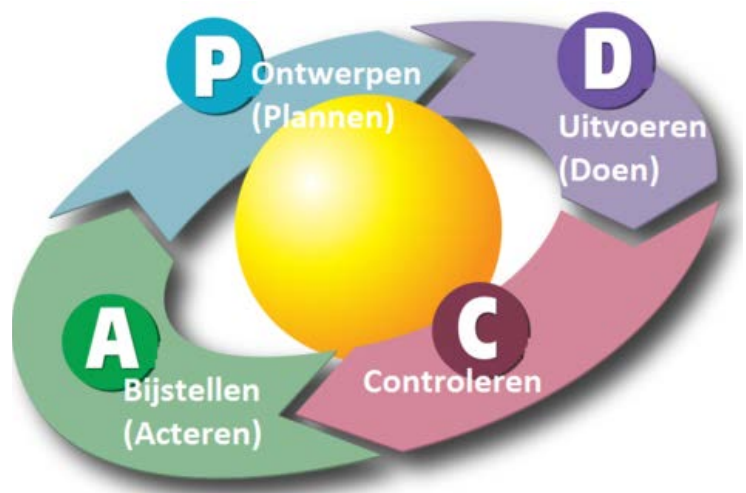 P
Ontwerpen
(Plannen)
D
Uitvoeren
(Doen)
C
Controleren
A
Bijstellen
(Acteren)